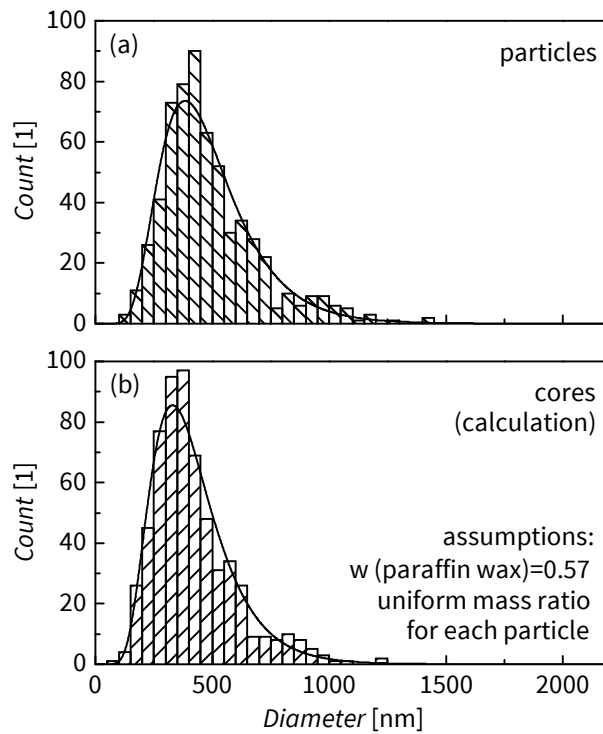 100
(a)
particles
80
60
Count [1]
40
20
0
100
(b)
cores
(calculation)
80
60
Count [1]
40
assumptions:
w (paraffin wax)=0.57
20
uniform mass ratio
for each particle
0
0 500 1000 1500 2000
Diameter [nm]